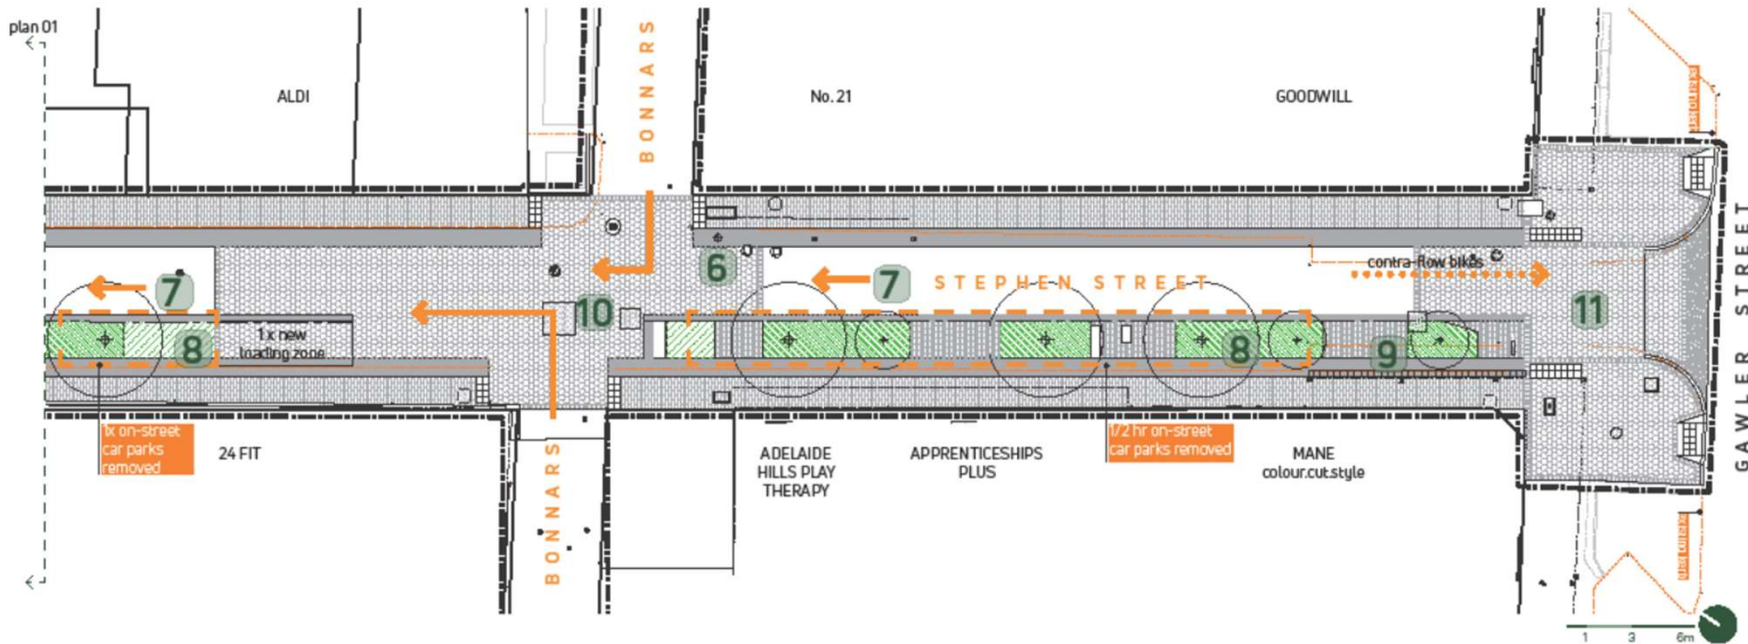 plan 01
ALDI
BONNARS
No. 21
GOODWILL
6
7
7
STEPHEN STREET
contra-flow bikes
10
11
8
1x new
loading zone
8
9
1x on-street
car parks
removed
24 FIT
BONNARS
ADELAIDE
HILLS PLAY
THERAPY
APPRENTICESHIPS
PLUS
1/2 hr on-street
car parks removed
MANE
colour.cut.style
GAWLER STREET
1 3 6m